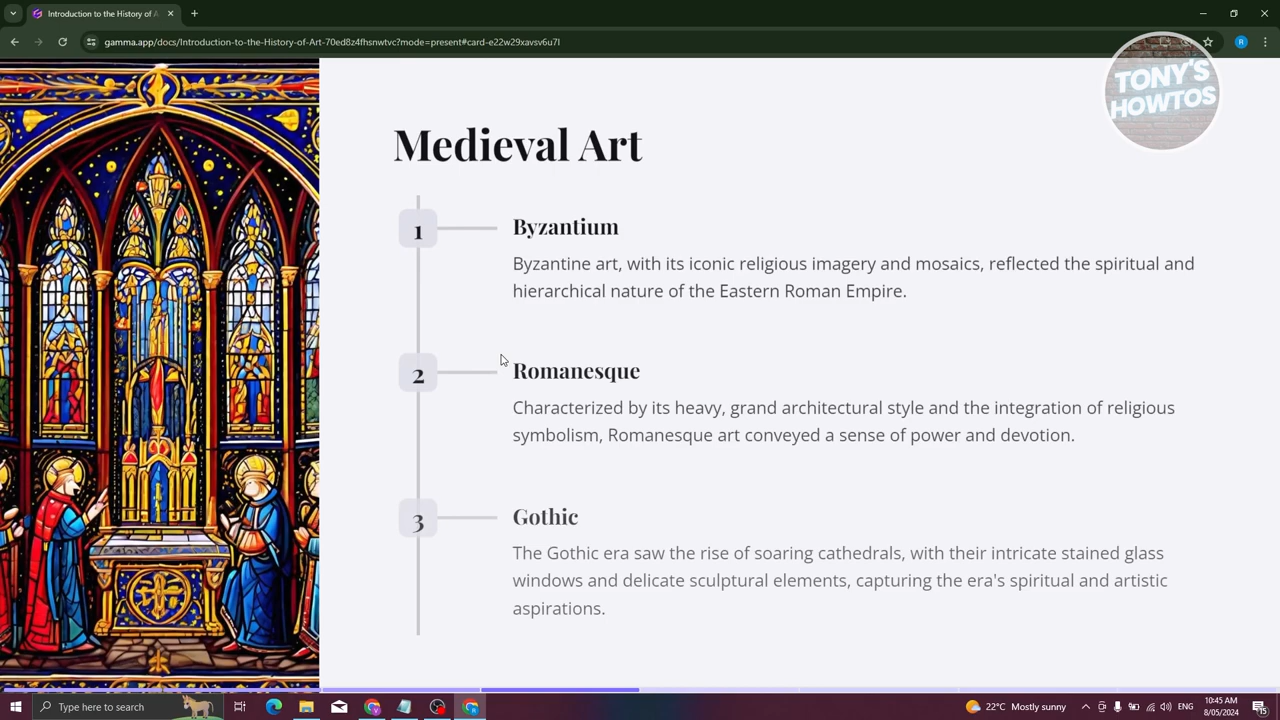 Introduction to the History of A
gamma.app/docs/Introduction-to-the-History-of-Art-70ed8z4fhsnwtvc?mode=present#card-e22w29xavsv6u7l
R
TONY'S
HOWTOS
Medieval Art
1
Byzantium
Byzantine art, with its iconic religious imagery and mosaics, reflected the spiritual and
hierarchical nature of the Eastern Roman Empire.
2
Romanesque
Characterized by its heavy, grand architectural style and the integration of religious
symbolism, Romanesque art conveyed a sense of power and devotion.
3
Gothic
The Gothic era saw the rise of soaring cathedrals, with their intricate stained glass
windows and delicate sculptural elements, capturing the era's spiritual and artistic
aspirations.
Type here to search
22°C Mostly sunny
ENG
10:45 AM
8/05/2024
15